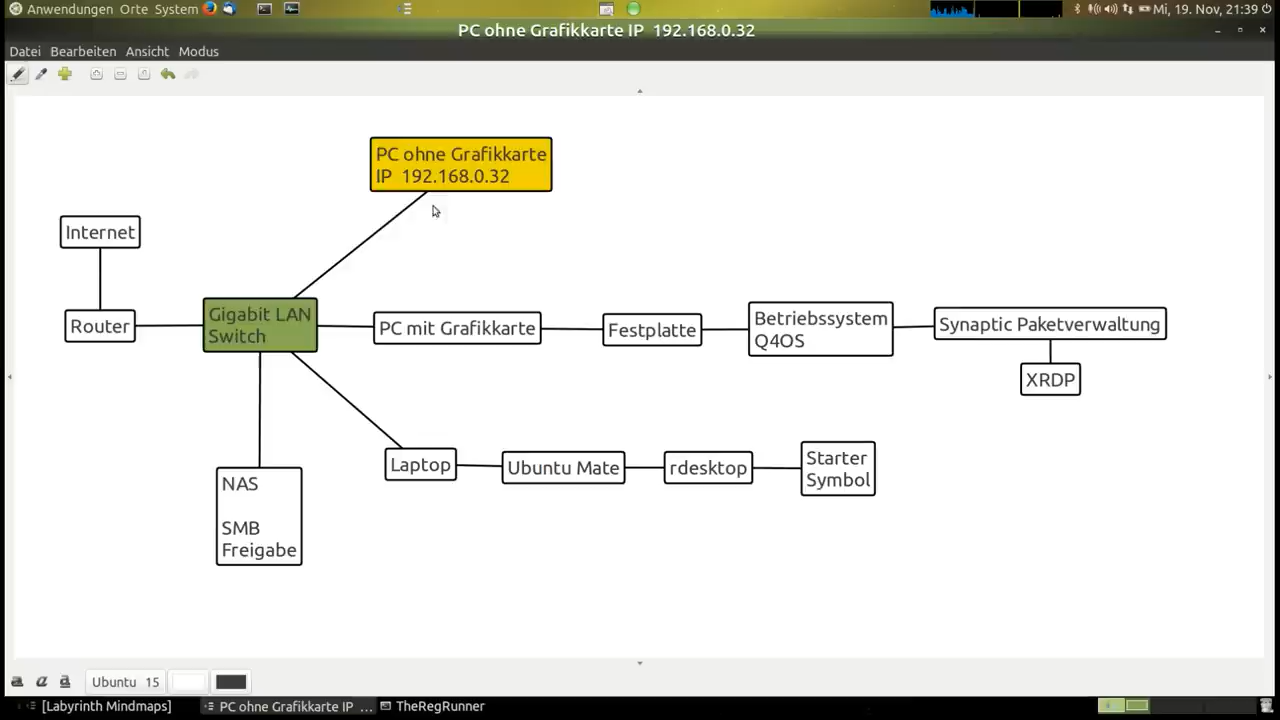 Anwendungen Orte System
Mi, 19. Nov, 21:39
PC ohne Grafikkarte IP 192.168.0.32
Datei Bearbeiten Ansicht Modus
PC ohne Grafikkarte
IP 192.168.0.32
Internet
Router
Gigabit LAN
Switch
PC mit Grafikkarte
Festplatte
Betriebssystem
Q4OS
Synaptic Paketverwaltung
XRDP
Laptop
Ubuntu Mate
rdesktop
Starter
Symbol
NAS
SMB
Freigabe
a a a
Ubuntu 15
[Labyrinth Mindmaps]
PC ohne Grafikkarte IP ...
TheRegRunner